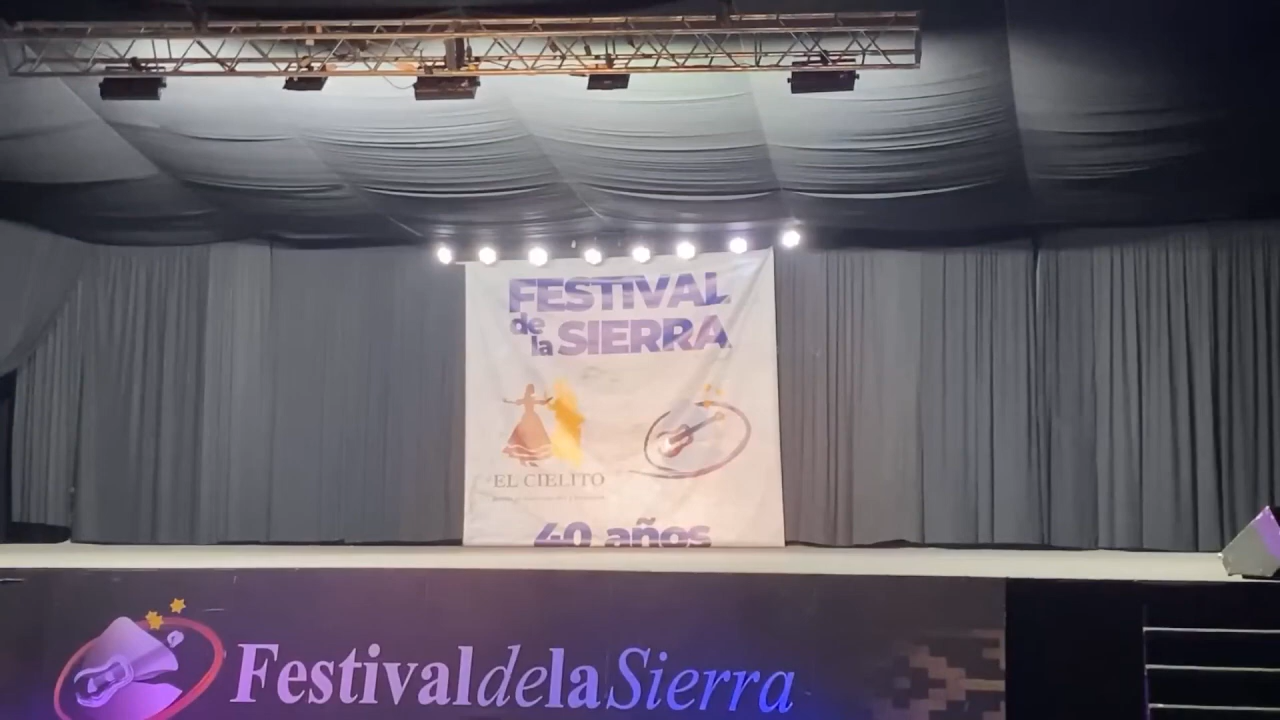 FESTIVAL
de
la SIERRA
EL CIELITO
40 años
FestivaldelaSierra